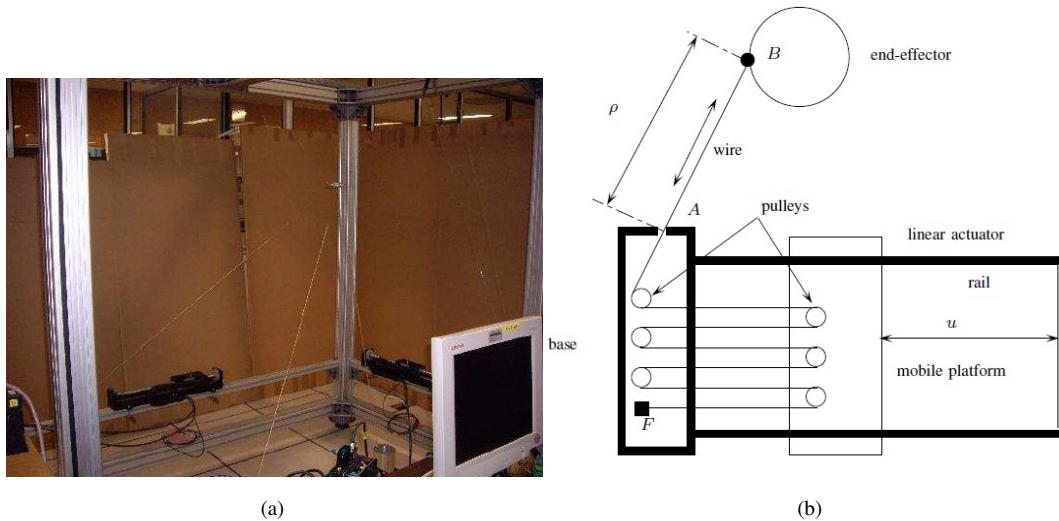 B
end-effector
ρ
wire
A
pulleys
linear actuator
rail
base
u
mobile platform
F
(a)
(b)